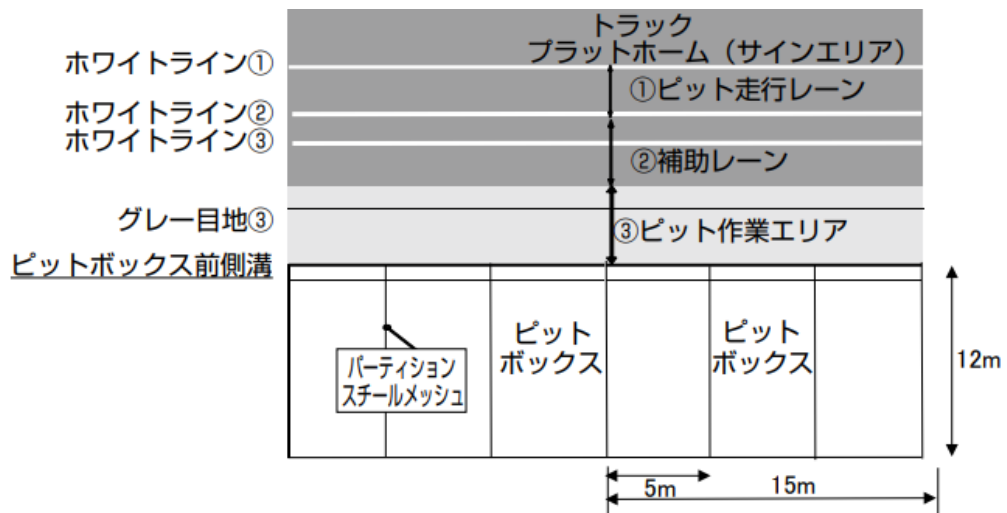 トラック
プラットホーム（サインエリア）
ホワイトライン①
①ピット走行レーン
ホワイトライン②
ホワイトライン③
②補助レーン
グレー目地③
③ピット作業エリア
ピットボックス前側溝
ピット
ボックス
ピット
ボックス
パーティション
スチールメッシュ
12m
5m
15m